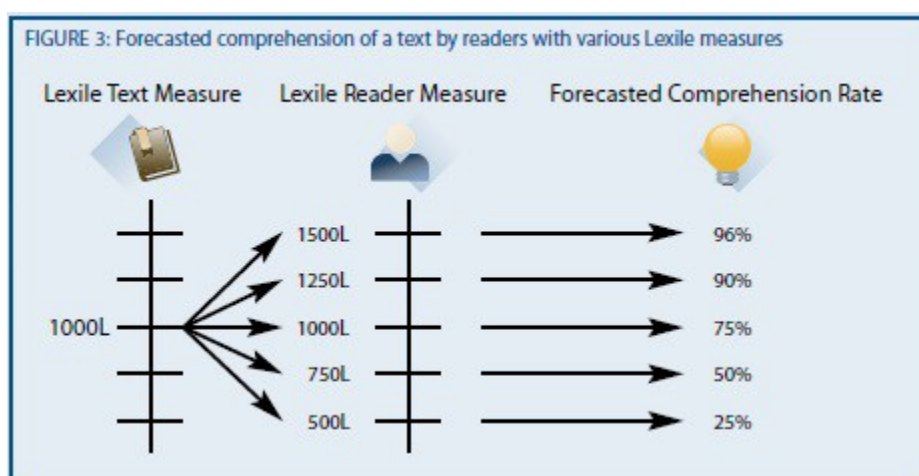 FIGURE 3: Forecasted comprehension of a text by readers with various Lexile measures
Lexile Text Measure Lexile Reader Measure Forecasted Comprehension Rate
1500L 96%
1250L 90%
1000L 1000L 75%
750L 50%
500L 25%